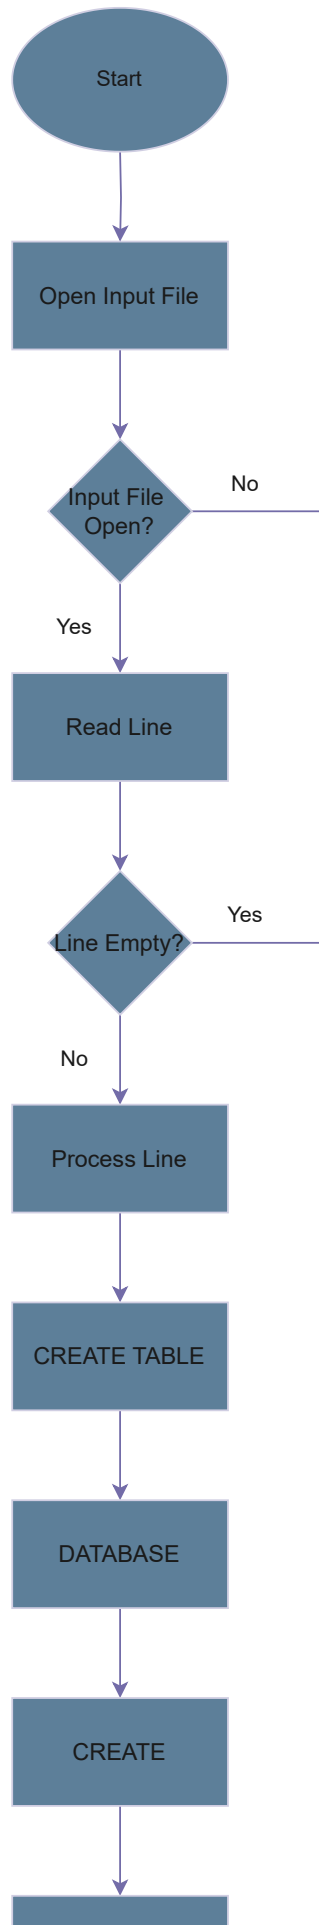 Start
Open Input File
Input File
Open?
No
Yes
Read Line
Line Empty?
Yes
No
Process Line
CREATE TABLE
DATABASE
CREATE